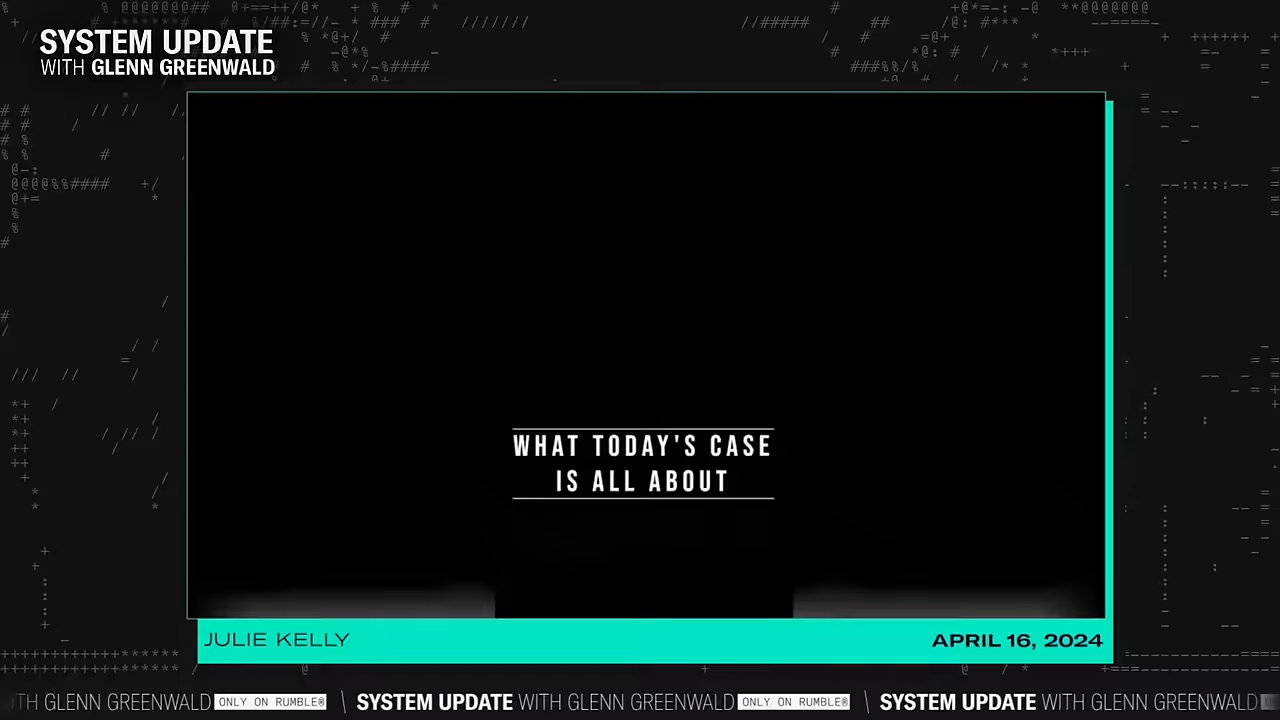 SYSTEM UPDATE
WITH GLENN GREENWALD
WHAT TODAY'S CASE
IS ALL ABOUT
JULIE KELLY
APRIL 16, 2024
TH GLENN GREENWALD ONLY ON RUMBLE® \ SYSTEM UPDATE WITH GLENN GREENWALD ONLY ON RUMBLE® \ SYSTEM UPDATE WITH GLENN GREENWALD